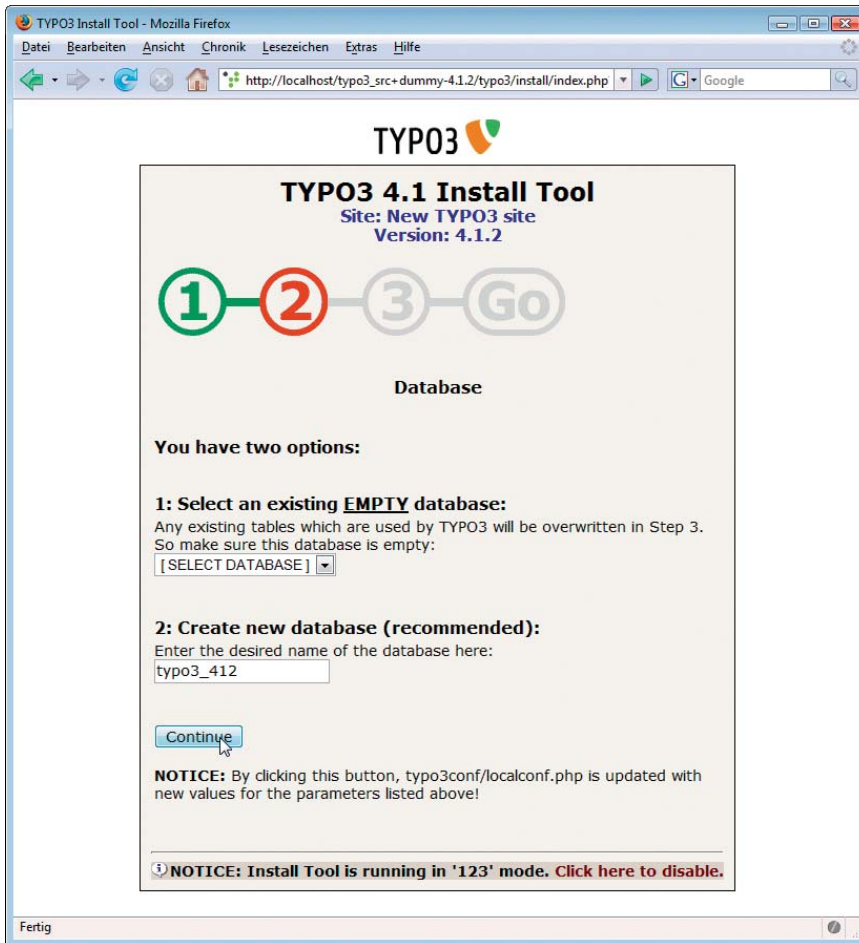 TYPO3 Install Tool - Mozilla Firefox
Datei Bearbeiten Ansicht Chronik Lesezeichen Extras Hilfe
http://localhost/typo3_src+dummy-4.1.2/typo3/install/index.php
G
Google
TYPO3
TYPO3 4.1 Install Tool
Site: New TYPO3 site
Version: 4.1.2
1 2 3 Go
Database
You have two options:
1: Select an existing EMPTY database:
Any existing tables which are used by TYPO3 will be overwritten in Step 3.
So make sure this database is empty:
[ SELECT DATABASE ]
2: Create new database (recommended):
Enter the desired name of the database here:
typo3_412
Continue
NOTICE: By clicking this button, typo3conf/localconf.php is updated with
new values for the parameters listed above!
NOTICE: Install Tool is running in '123' mode. Click here to disable.
Fertig